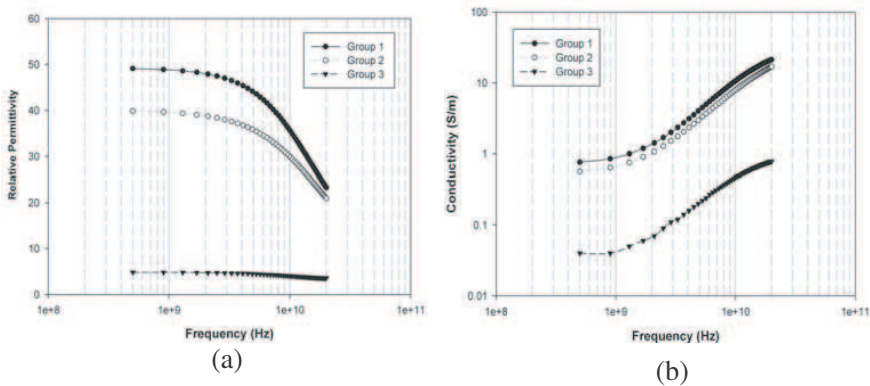 60
50
40
30
20
10
0
Relative Permittivity
1e+8
1e+9
1e+10
1e+11
Frequency (Hz)
Group 1
Group 2
Group 3
(a)
100
10
1
0.1
0.01
Conductivity (S/m)
1e+8
1e+9
1e+10
1e+11
Frequency (Hz)
Group 1
Group 2
Group 3
(b)